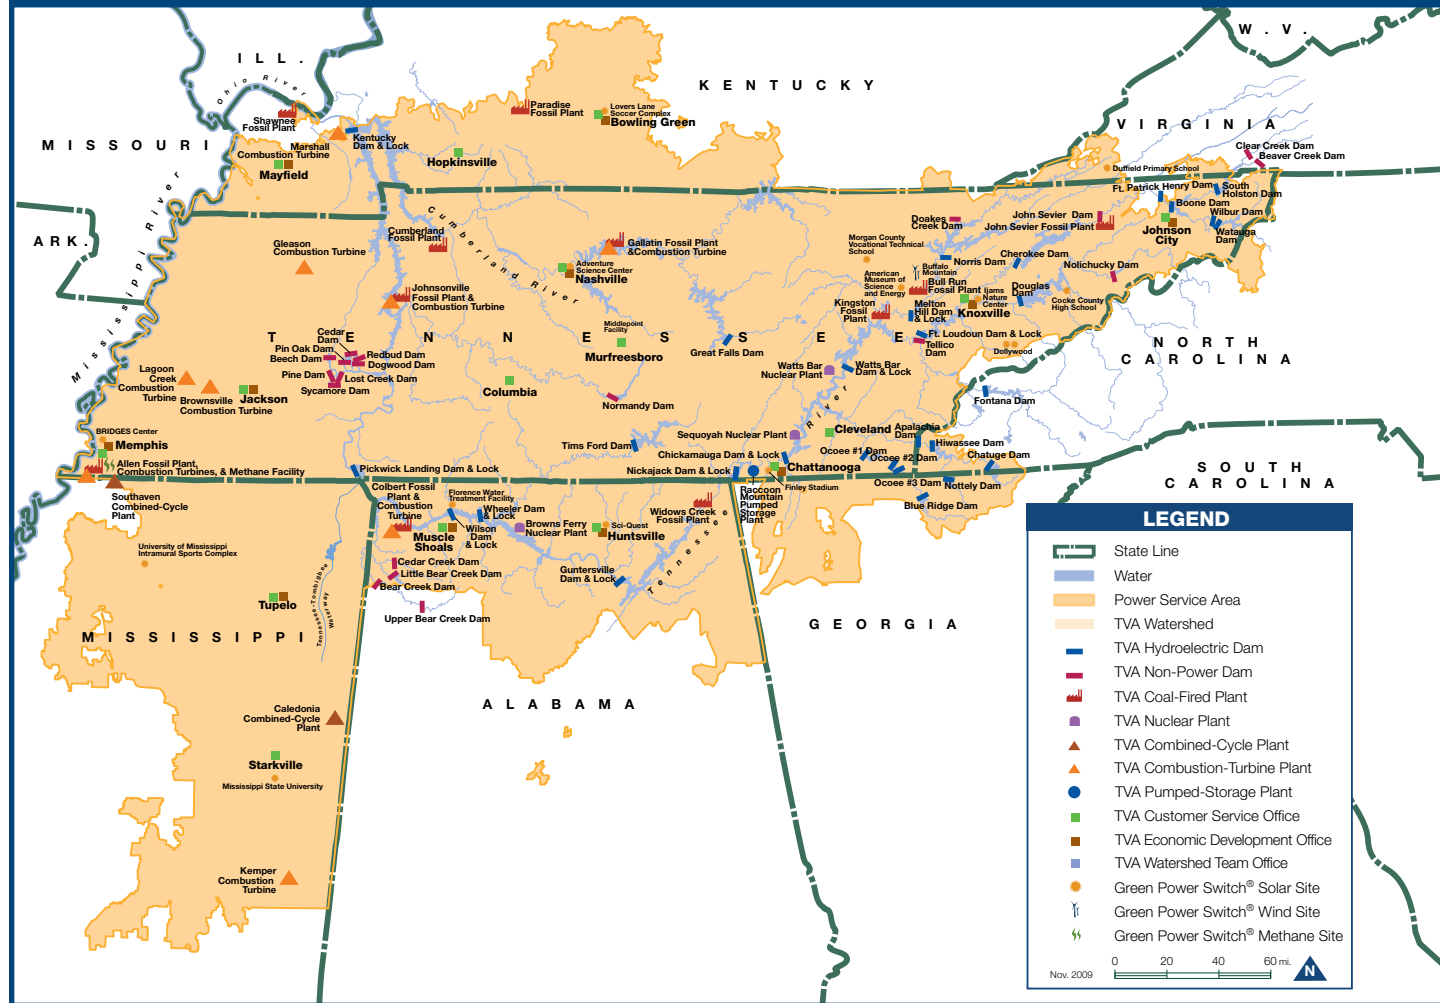 W. V.
ILL.
Ohio River
KENTUCKY
Paradise
Fossil Plant
Lovers Lane
Soccer Complex
Bowling Green
Shawnee
Fossil Plant
VIRGINIA
MISSOURI
Marshall
Combustion Turbine
Kentucky
Dam & Lock
Clear Creek Dam
Beaver Creek Dam
Hopkinsville
Mayfield
Duffield Primary School
Ft. Patrick Henry Dam
South
Holston Dam
Boone Dam
Wilbur Dam
Mississippi River
Cumberland River
Doakes
Creek Dam
John Sevier Dam
John Sevier Fossil Plant
Johnson
City
Watauga
Dam
ARK.
Gleason
Combustion Turbine
Cumberland
Fossil Plant
Gallatin Fossil Plant
&Combustion Turbine
Morgan County
Vocational Technical
School
Norris Dam
Cherokee Dam
Nolichucky Dam
Adventure
Science Center
Nashville
American
Museum of
Science
and Energy
Buffalo
Mountain
Bull Run
Fossil Plant
Ijams
Nature
Center
Douglas
Dam
Cocke County
High School
Johnsonville
Fossil Plant &
Combustion Turbine
Kingston
Fossil
Plant
Melton
Hill Dam
& Lock
Knoxville
Mississippi River
TENNESSEE
Middlepoint
Facility
Murfreesboro
Great Falls Dam
Ft. Loudoun Dam & Lock
Tellico
Dam
Dollywood
NORTH
CAROLINA
Cedar
Dam
Pin Oak Dam
Beech Dam
Redbud Dam
Dogwood Dam
Pine Dam
Lost Creek Dam
Sycamore Dam
Lagoon
Creek
Combustion
Turbine
Brownsville
Combustion Turbine
Jackson
Columbia
Watts Bar
Nuclear Plant
Watts Bar
Dam & Lock
Normandy Dam
Fontana Dam
River
BRIDGES Center
Memphis
Tims Ford Dam
Sequoyah Nuclear Plant
Cleveland
Apalachia
Dam
Hiwassee Dam
Chatuge Dam
Allen Fossil Plant,
Combustion Turbines, & Methane Facility
Pickwick Landing Dam & Lock
Chickamauga Dam & Lock
Nickajack Dam & Lock
Chattanooga
Ocoee #1 Dam
Ocoee #2 Dam
Ocoee #3 Dam
Nottely Dam
Finley Stadium
Blue Ridge Dam
SOUTH
CAROLINA
Southaven
Combined-Cycle
Plant
Colbert Fossil
Plant &
Combustion
Turbine
Florence Water
Treatment Facility
Wheeler Dam
& Lock
Muscle
Shoals
Wilson
Dam
& Lock
Browns Ferry
Nuclear Plant
Sci-Quest
Huntsville
Widows Creek
Fossil Plant
Raccoon
Mountain
Pumped
Storage
Plant
Tennessee
University of Mississippi
Intramural Sports Complex
Cedar Creek Dam
Little Bear Creek Dam
Bear Creek Dam
Guntersville
Dam & Lock
Upper Bear Creek Dam
Tupelo
Tennessee-Tombigbee
Waterway
MISSISSIPPI
GEORGIA
ALABAMA
Caledonia
Combined-Cycle
Plant
Starkville
Mississippi State University
Kemper
Combustion
Turbine
LEGEND
State Line
Water
Power Service Area
TVA Watershed
TVA Hydroelectric Dam
TVA Non-Power Dam
TVA Coal-Fired Plant
TVA Nuclear Plant
TVA Combined-Cycle Plant
TVA Combustion-Turbine Plant
TVA Pumped-Storage Plant
TVA Customer Service Office
TVA Economic Development Office
TVA Watershed Team Office
Green Power Switch® Solar Site
Green Power Switch® Wind Site
Green Power Switch® Methane Site
0 20 40 60 mi.
Nov. 2009
N